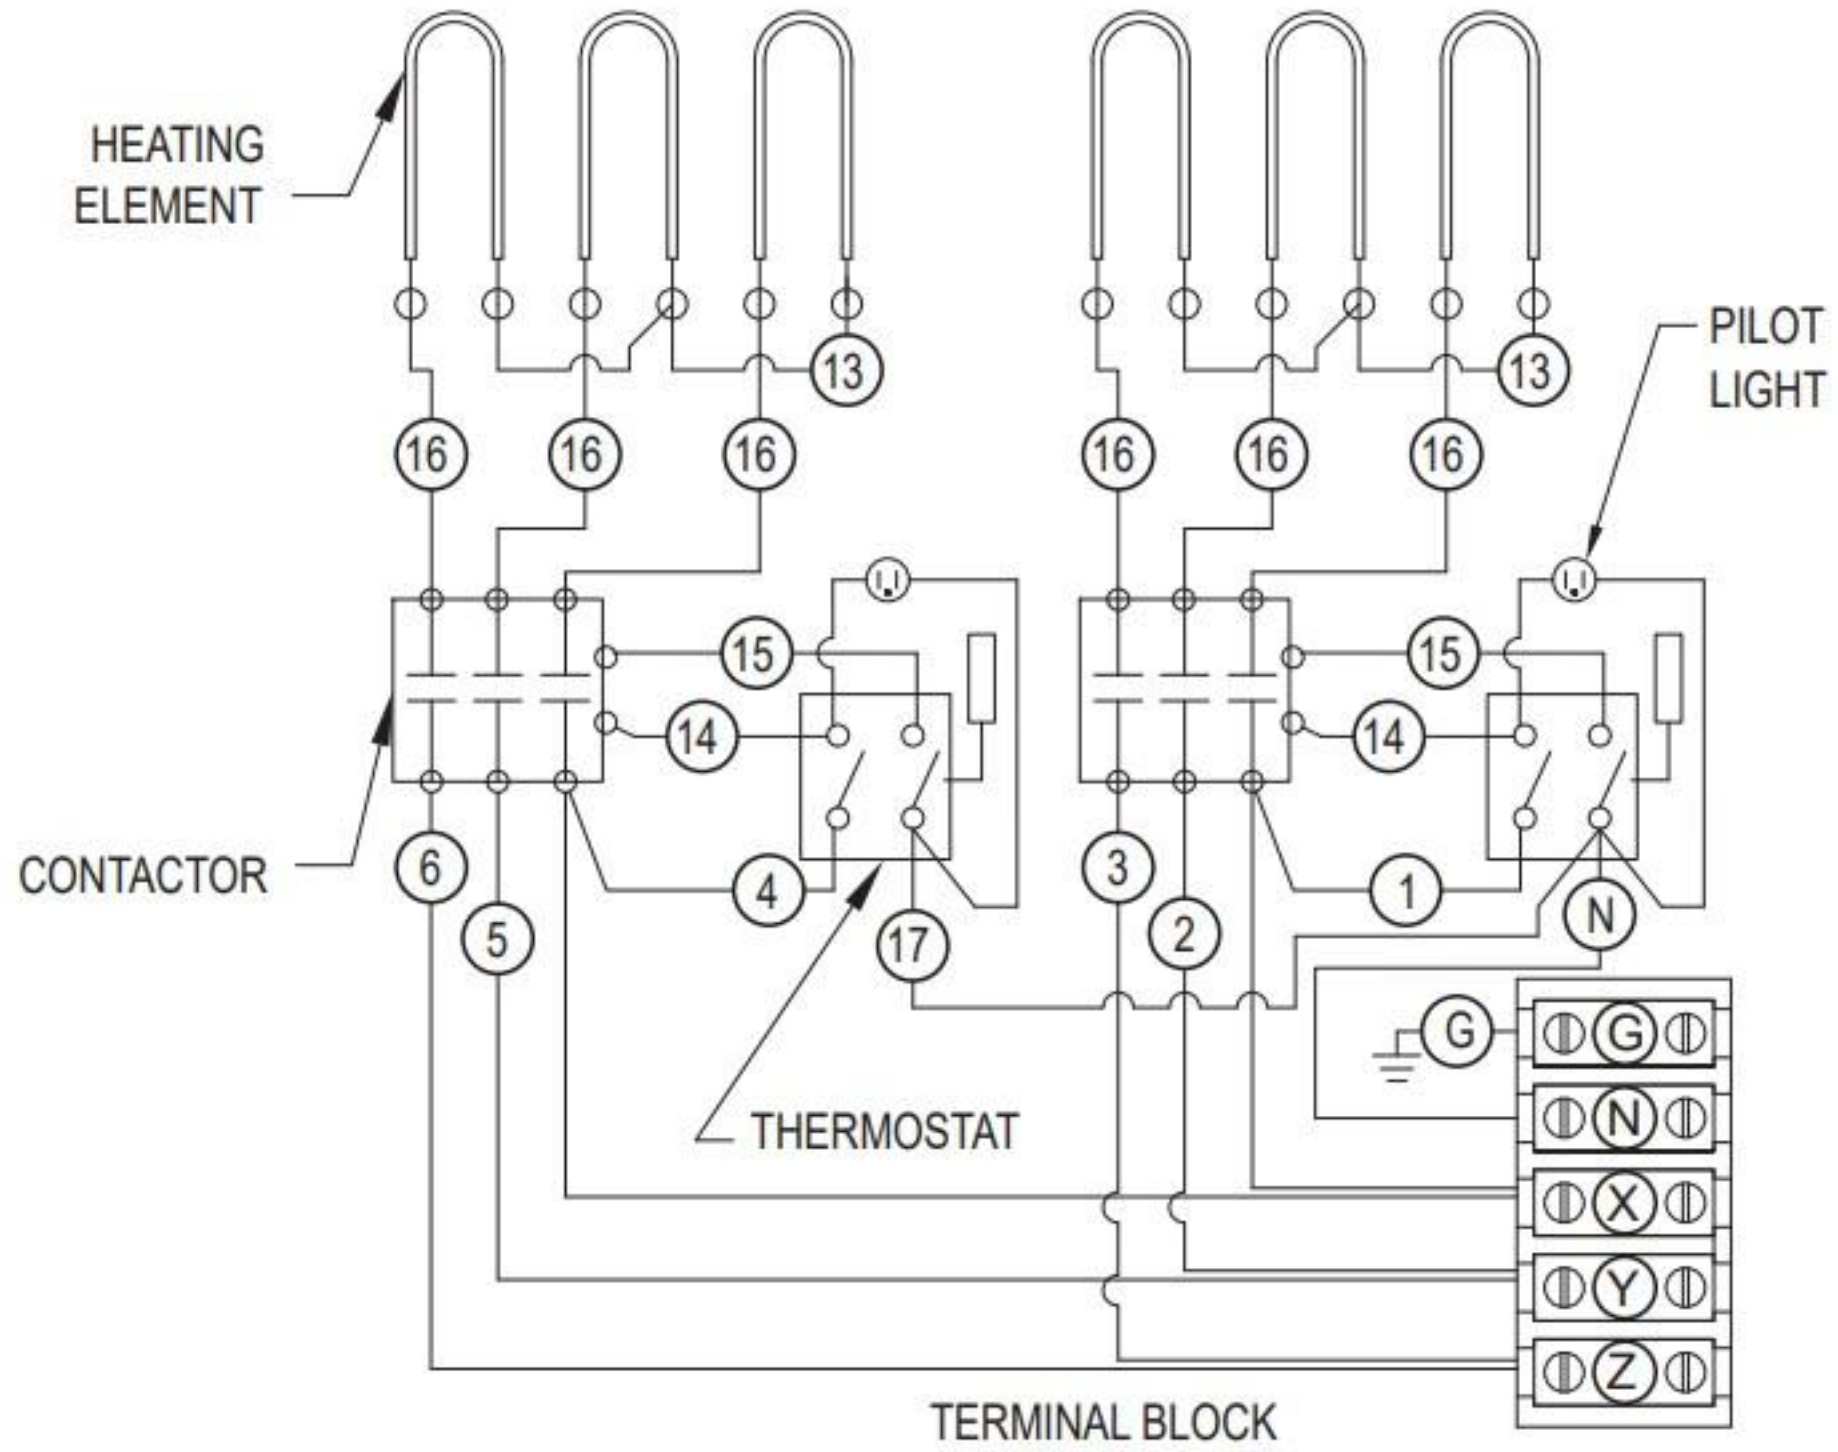 HEATING
ELEMENT
PILOT
LIGHT
13
13
16
16
16
16
16
16
15
15
14
14
CONTACTOR
6
4
3
1
5
17
2
N
G
G
N
THERMOSTAT
X
Y
Z
TERMINAL BLOCK